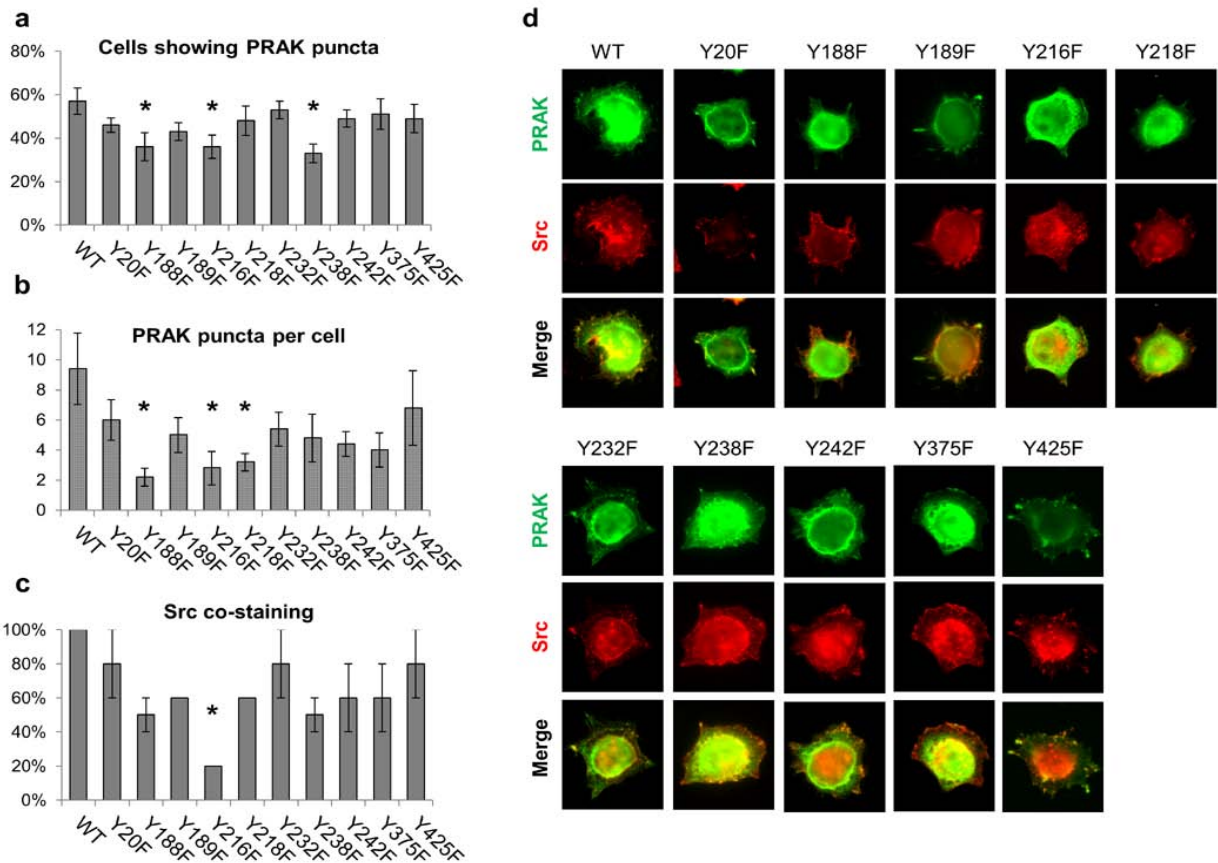 a
Cells showing PRAK puncta
80%
60%
40%
20%
0%
* * *
WT Y20F Y188F Y189F Y216F Y218F Y232F Y238F Y242F Y375F Y425F
b
PRAK puncta per cell
12
10
8
6
4
2
0
* * *
WT Y20F Y188F Y189F Y216F Y218F Y232F Y238F Y242F Y375F Y425F
c
Src co-staining
100%
80%
60%
40%
20%
0%
*
WT Y20F Y188F Y189F Y216F Y218F Y232F Y238F Y242F Y375F Y425F
d
WT Y20F Y188F Y189F Y216F Y218F
PRAK
Src
Merge
Y232F Y238F Y242F Y375F Y425F
PRAK
Src
Merge